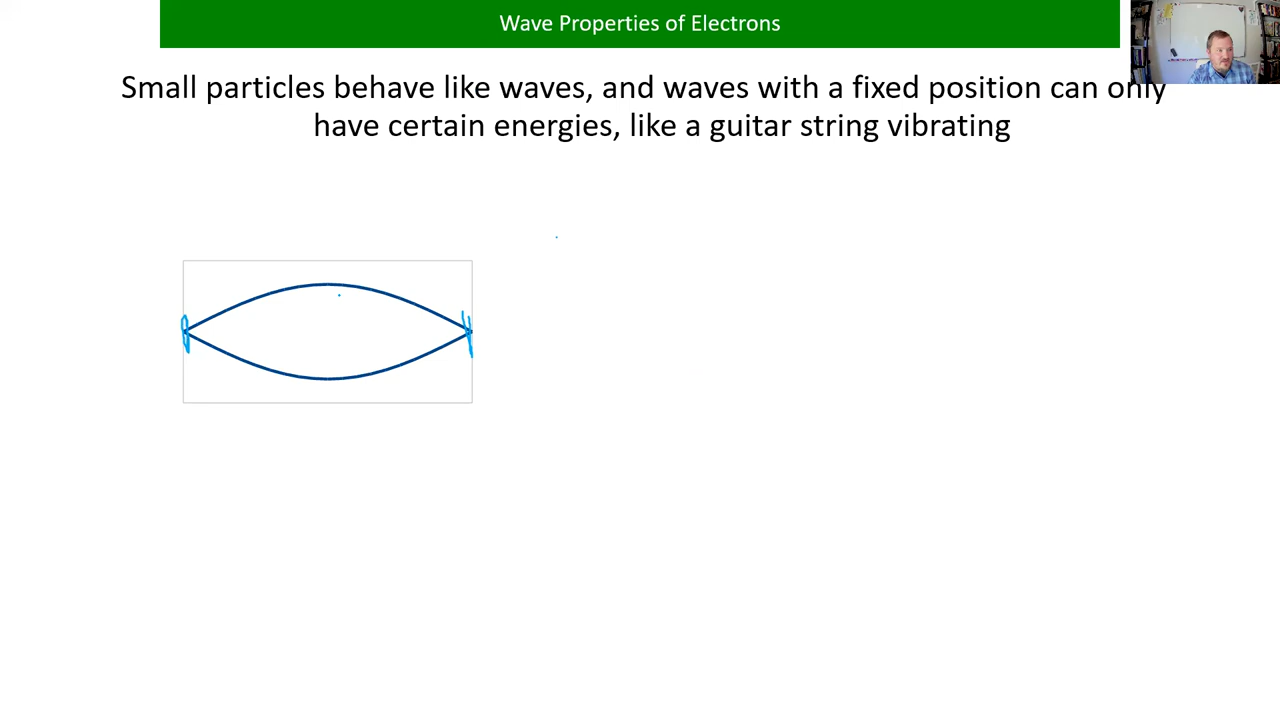 Wave Properties of Electrons
Small particles behave like waves, and waves with a fixed position can only
have certain energies, like a guitar string vibrating